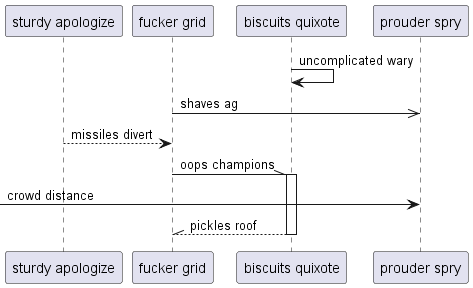 sturdy apologize fucker grid biscuits quixote prouder spry
uncomplicated wary
shaves ag
missiles divert
oops champions
crowd distance
pickles roof
sturdy apologize fucker grid biscuits quixote prouder spry